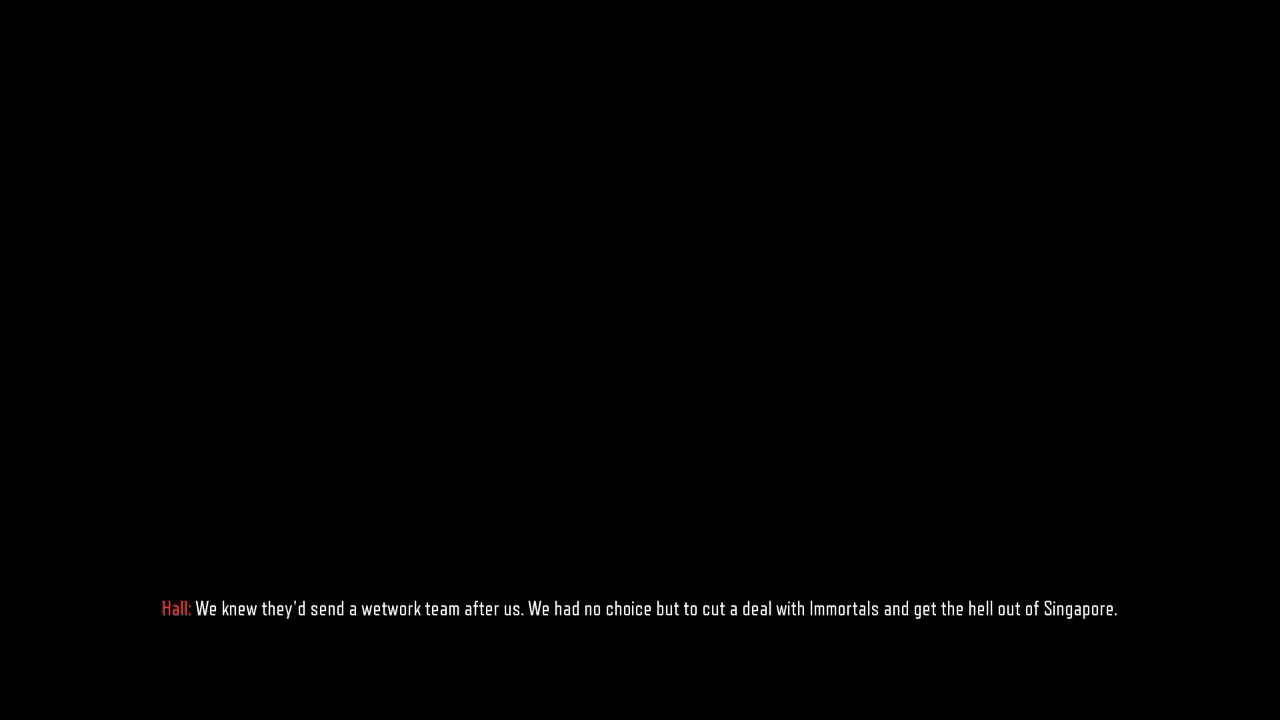 Hall: We knew they'd send a wetwork team after us. We had no choice but to cut a deal with Immortals and get the hell out of Singapore.